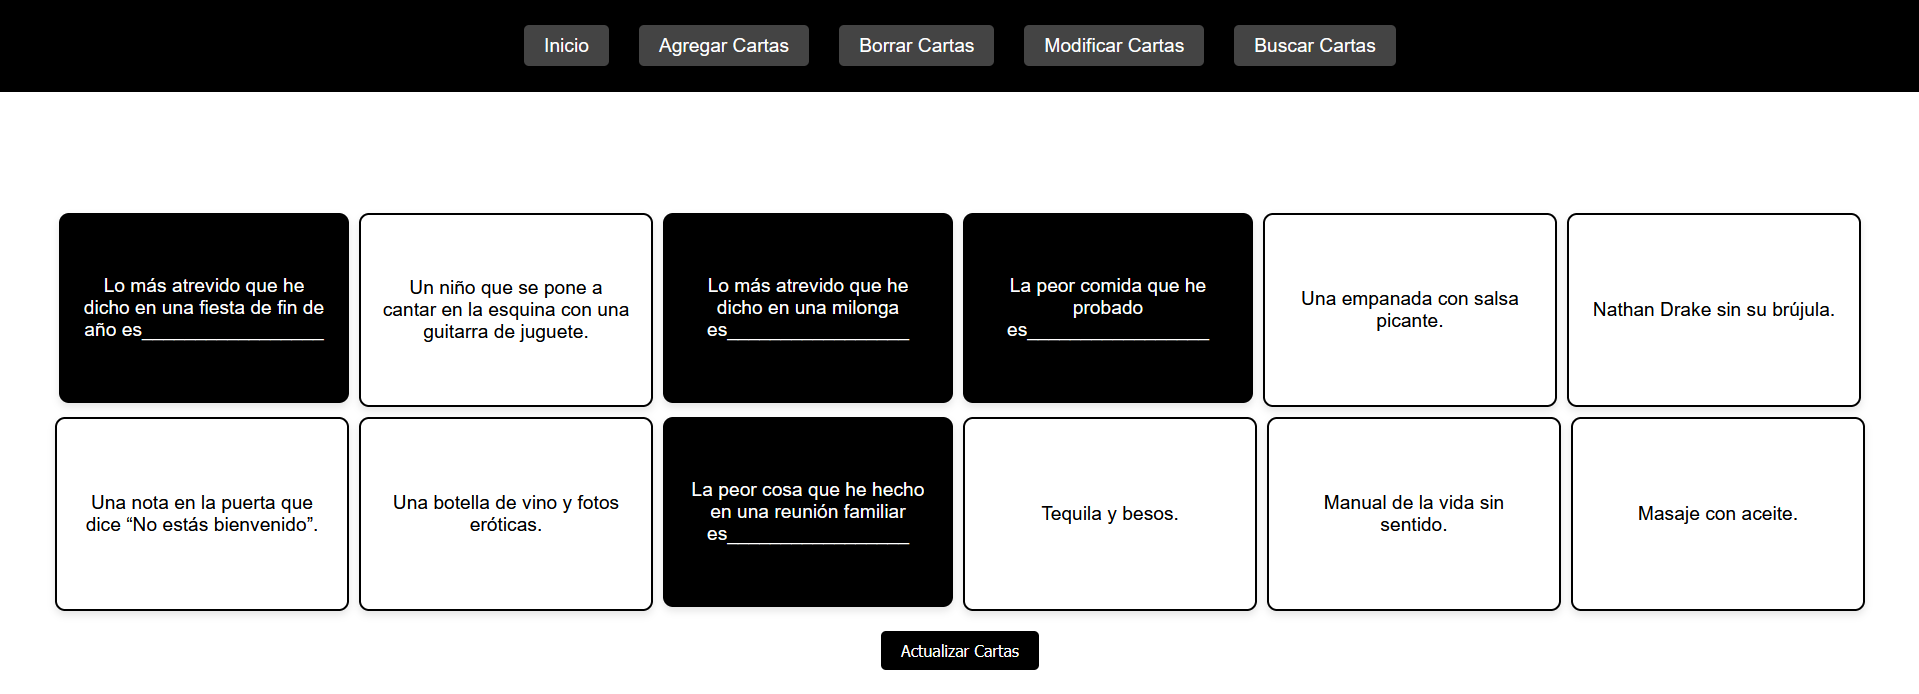 Inicio
Agregar Cartas
Borrar Cartas
Modificar Cartas
Buscar Cartas
Lo más atrevido que he
dicho en una fiesta de fin de
año es_________________
Un niño que se pone a
cantar en la esquina con una
guitarra de juguete.
Lo más atrevido que he
dicho en una milonga
es_________________
La peor comida que he
probado
es_________________
Una empanada con salsa
picante.
Nathan Drake sin su brújula.
Una nota en la puerta que
dice “No estás bienvenido”.
Una botella de vino y fotos
eróticas.
La peor cosa que he hecho
en una reunión familiar
es_________________
Tequila y besos.
Manual de la vida sin
sentido.
Masaje con aceite.
Actualizar Cartas